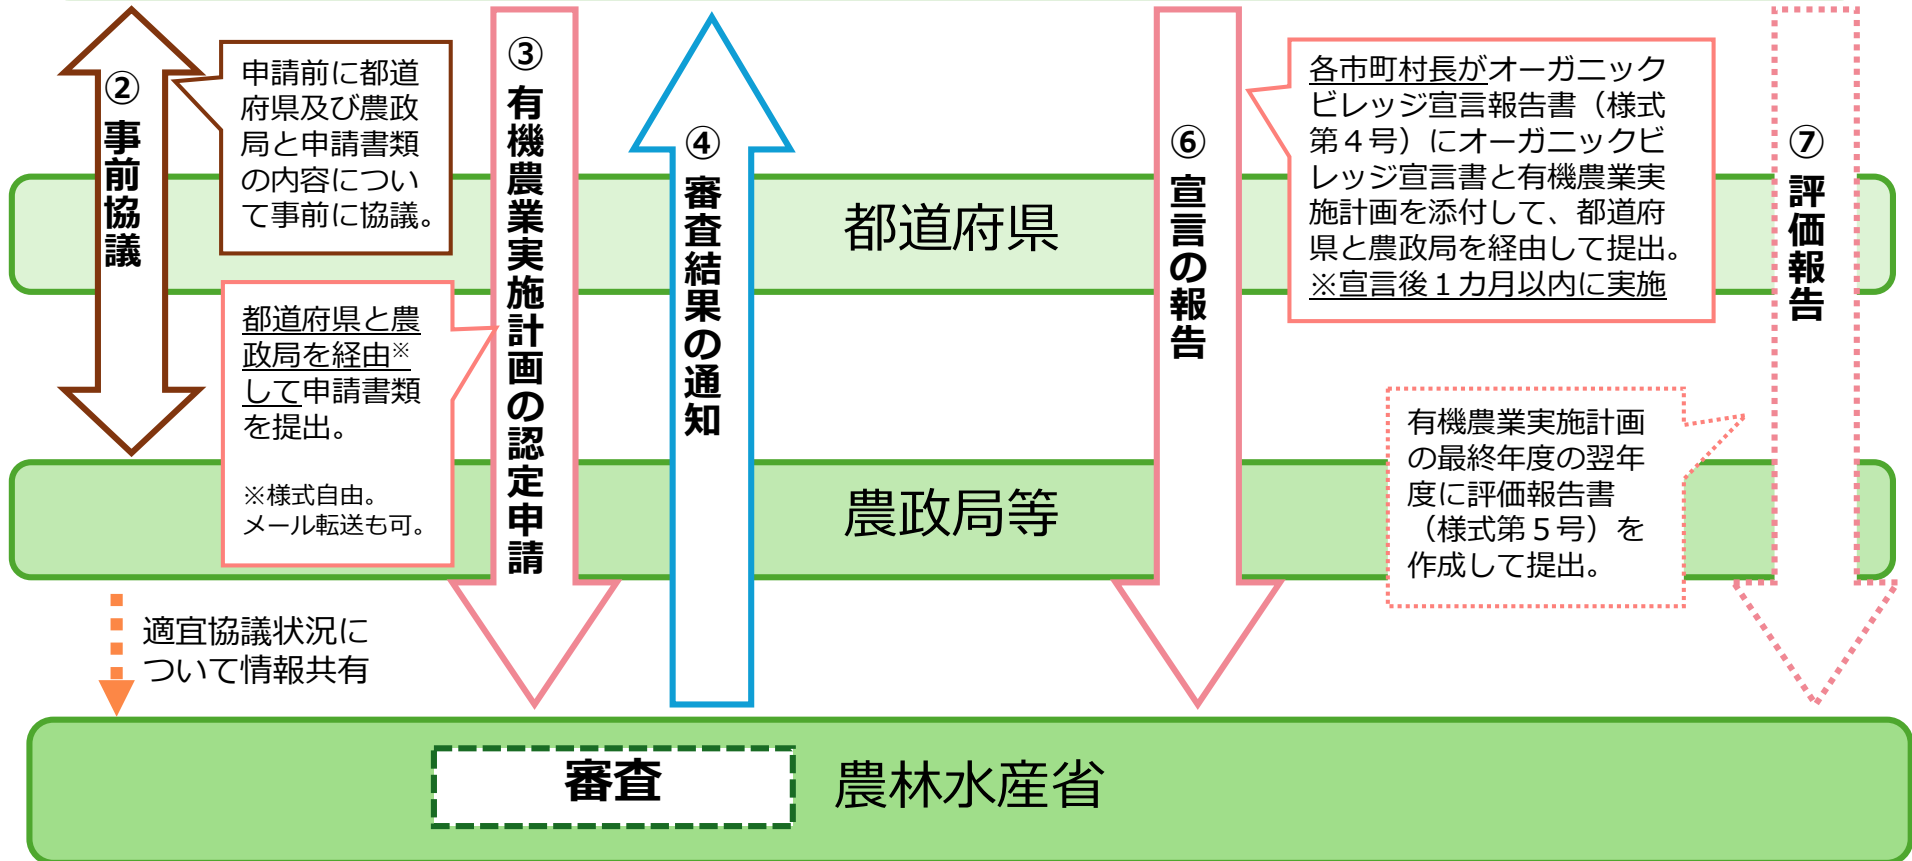 ②事前協議
申請前に都道
府県及び農政
局と申請書類
の内容につい
て事前に協議。
③有機農業実施計画の認定申請
都道府県と農
政局を経由※
して申請書類
を提出。
※様式自由。
メール転送も可。
④審査結果の通知
都道府県
⑥宣言の報告
各市町村長がオーガニック
ビレッジ宣言報告書（様式
第４号）にオーガニックビ
レッジ宣言書と有機農業実
施計画を添付して、都道府
県と農政局を経由して提出。
※宣言後１カ月以内に実施
⑦評価報告
有機農業実施計画
の最終年度の翌年
度に評価報告書
（様式第５号）を
作成して提出。
農政局等
適宜協議状況に
ついて情報共有
審査
農林水産省